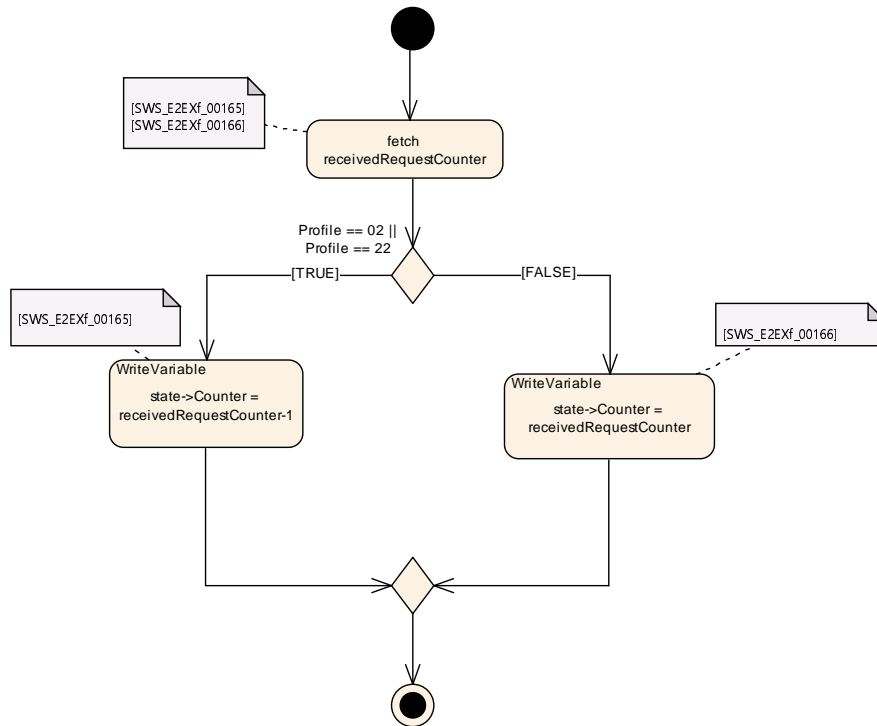 [SWS_E2EXf_00165]
[SWS_E2EXf_00166]
fetch
receivedRequestCounter
Profile == 02 ||
Profile == 22
[TRUE]
[FALSE]
[SWS_E2EXf_00165]
[SWS_E2EXf_00166]
WriteVariable
state->Counter =
receivedRequestCounter-1
WriteVariable
state->Counter =
receivedRequestCounter